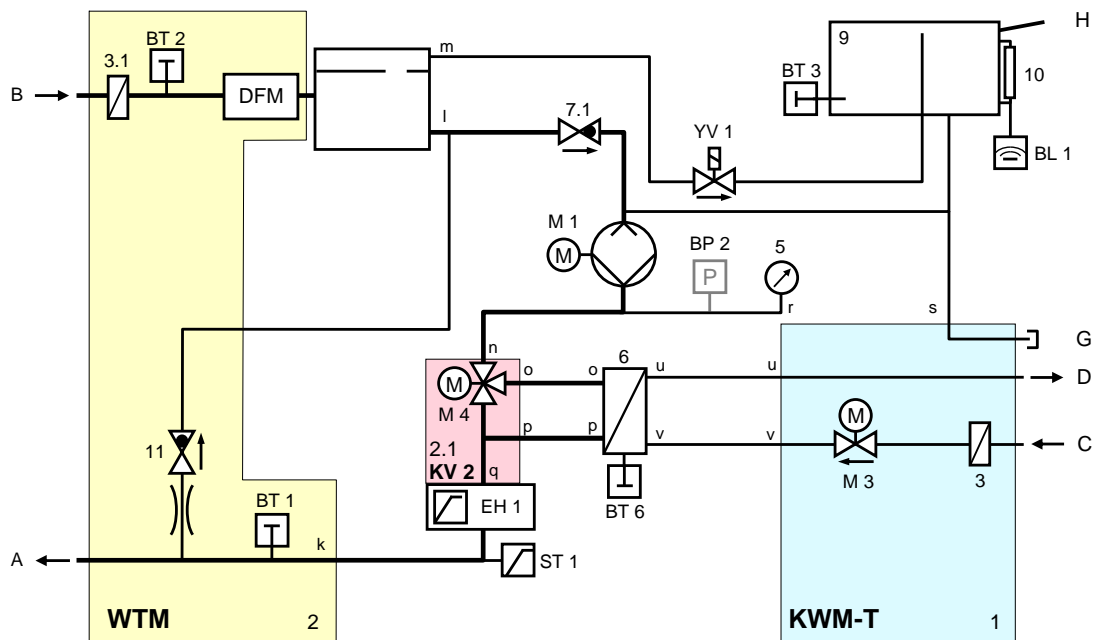 H
BT 2
9
3.1
m
10
BT 3
B
DFM
l
7.1
YV 1
BL 1
M 1
BP 2
5
M
P
r
s
n
G
6
o
o
u
u
D
M
M
M 4
p
p
v
v
C
11
2.1
KV 2
q
M 3
3
BT 1
EH 1
BT 6
k
A
ST 1
WTM
2
KWM-T
1